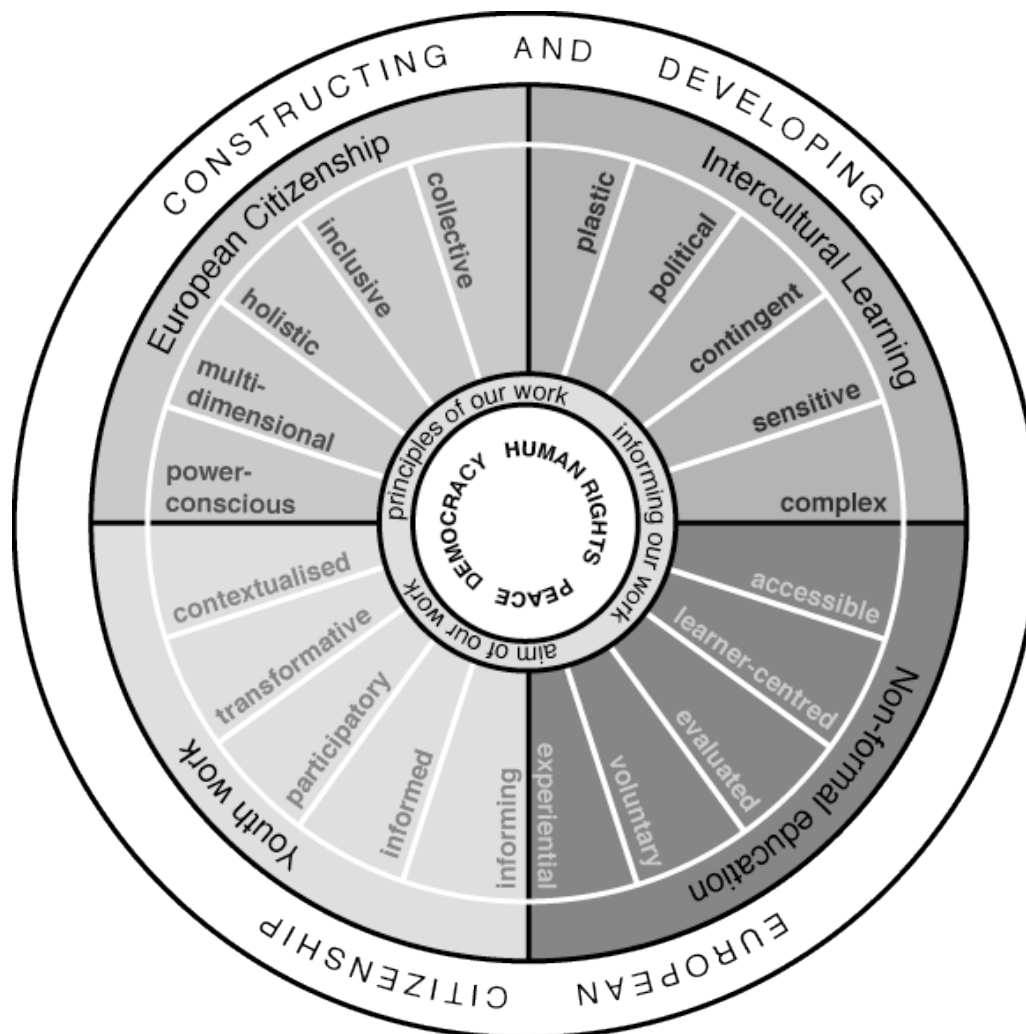 CONSTRUCTING AND DEVELOPING
EUROPEAN CITIZENSHIP
European Citizenship
collective
inclusive
holistic
multi-
dimensional
power-
conscious
Intercultural Learning
plastic
political
contingent
sensitive
complex
Non-formal education
accessible
learner-centred
evaluated
voluntary
experiential
Youth work
informing
informed
participatory
transformative
contextualised
principles of our work
informing our work
aim of our work
HUMAN RIGHTS
PEACE
DEMOCRACY